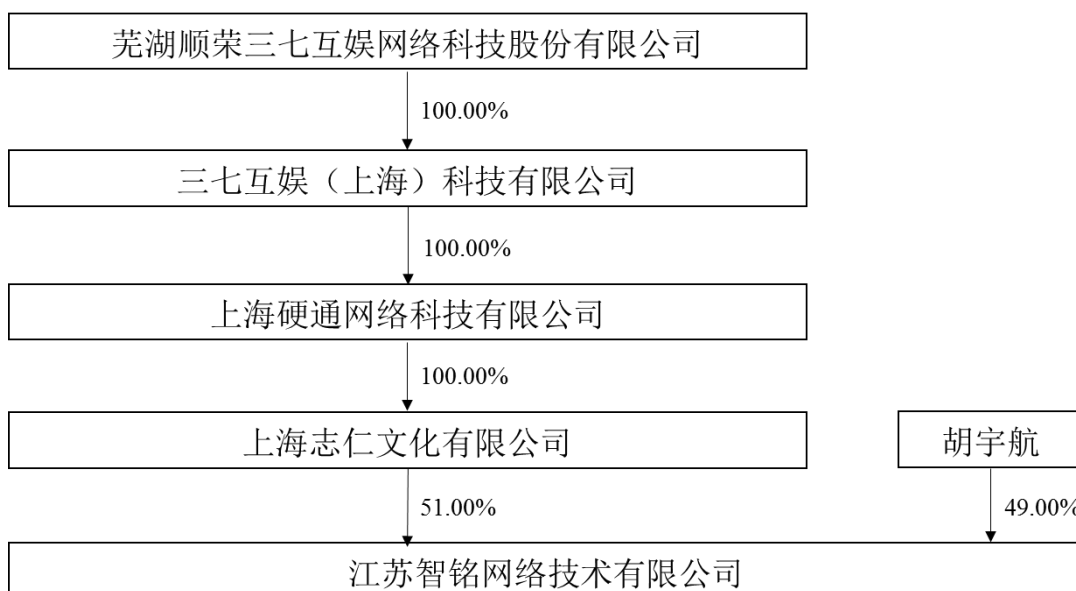 芜湖顺荣三七互娱网络科技股份有限公司
100.00%
三七互娱（上海）科技有限公司
100.00%
上海硬通网络科技有限公司
100.00%
上海志仁文化有限公司
胡宇航
51.00%
49.00%
江苏智铭网络技术有限公司